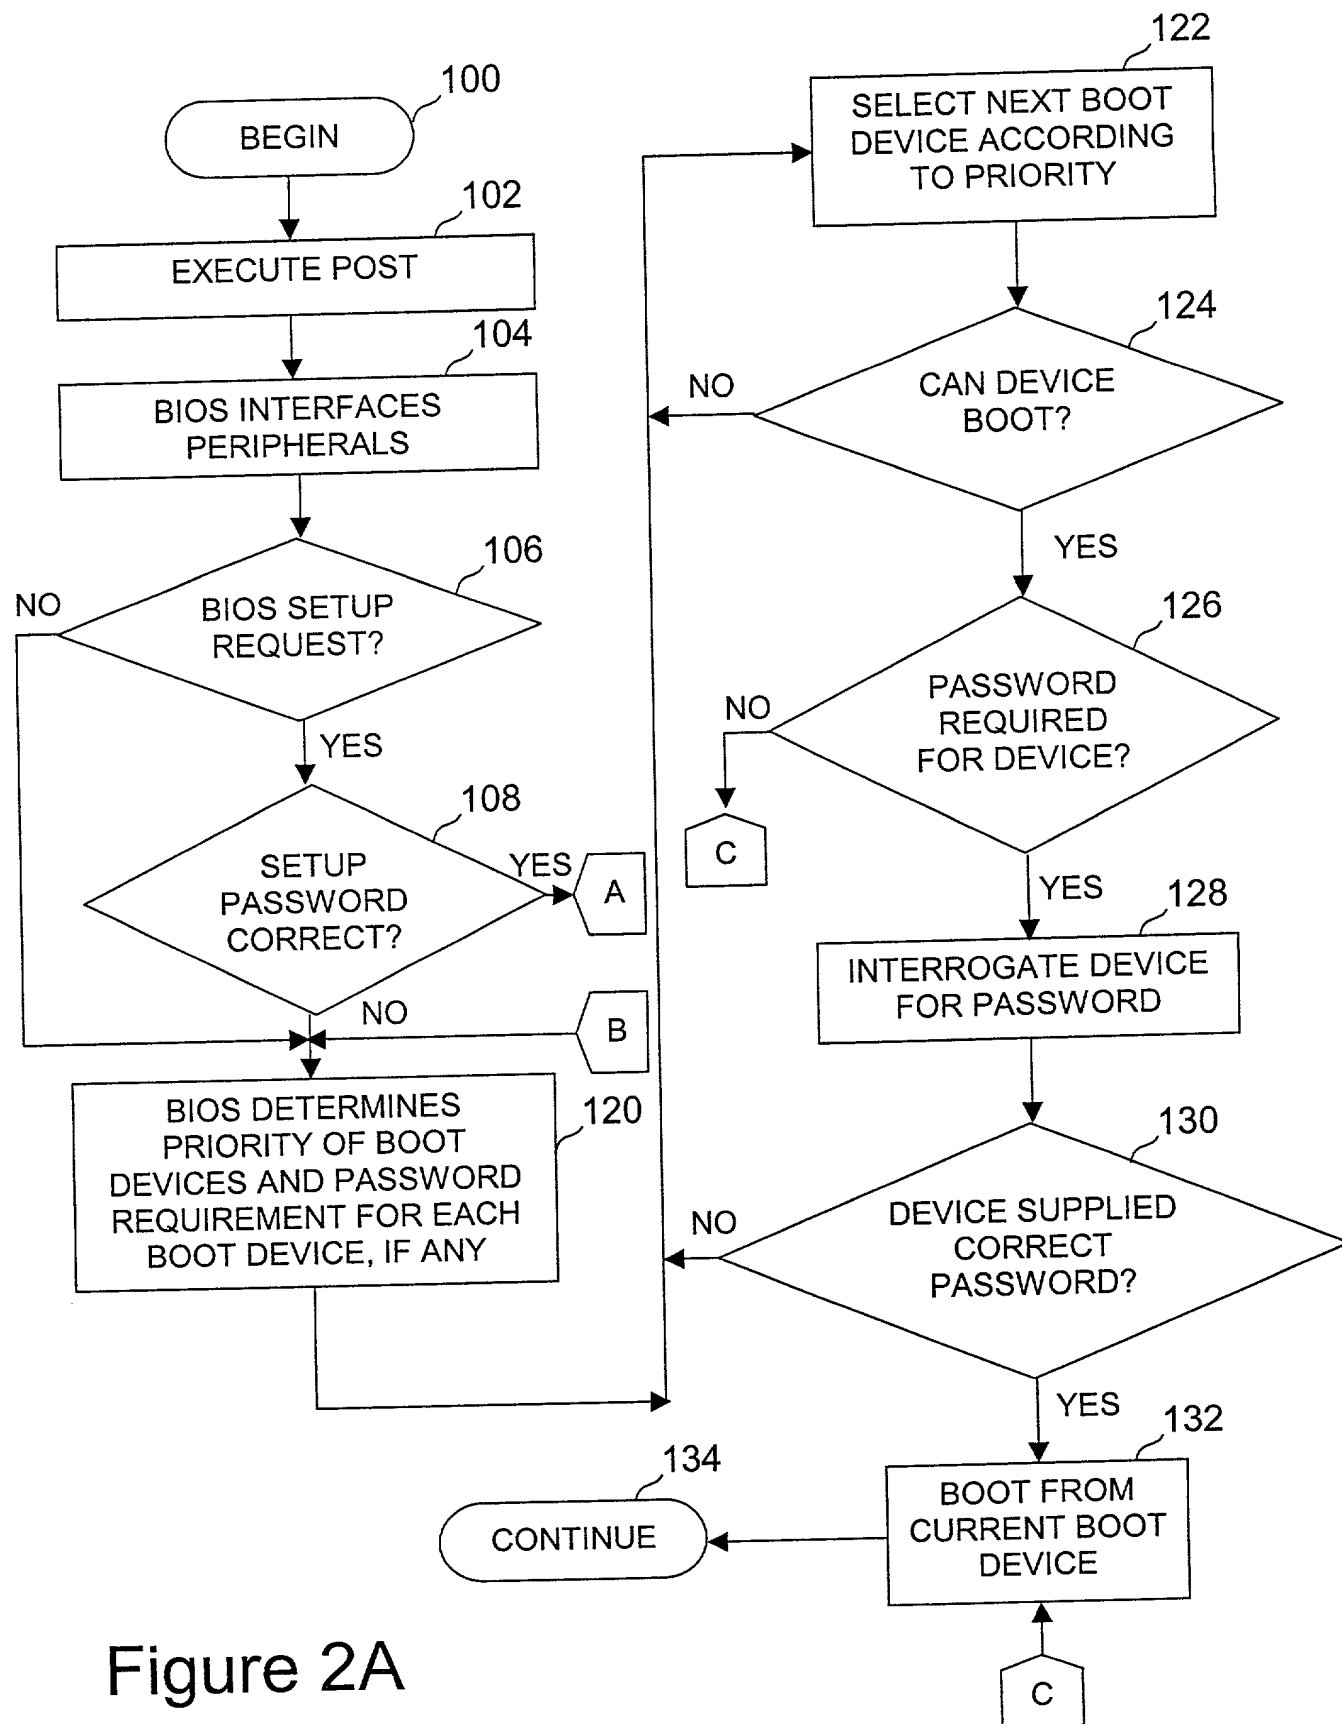 100
BEGIN
102
EXECUTE POST
104
BIOS INTERFACES
PERIPHERALS
106
NO
BIOS SETUP
REQUEST?
YES
108
SETUP
PASSWORD
CORRECT?
YES
A
NO
B
BIOS DETERMINES
PRIORITY OF BOOT
DEVICES AND PASSWORD
REQUIREMENT FOR EACH
BOOT DEVICE, IF ANY
120
122
SELECT NEXT BOOT
DEVICE ACCORDING
TO PRIORITY
124
NO
CAN DEVICE
BOOT?
YES
126
NO
PASSWORD
REQUIRED
FOR DEVICE?
C
YES
128
INTERROGATE DEVICE
FOR PASSWORD
130
NO
DEVICE SUPPLIED
CORRECT
PASSWORD?
YES
132
BOOT FROM
CURRENT BOOT
DEVICE
134
CONTINUE
C
Figure 2A